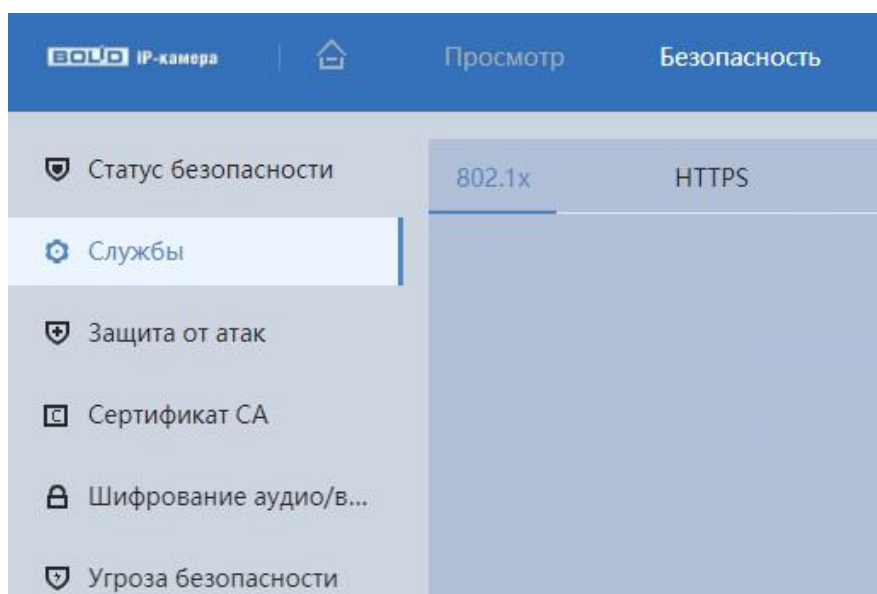 BOLID IP-камера Просмотр Безопасность
Статус безопасности
802.1x HTTPS
Службы
Защита от атак
C Сертификат CA
Шифрование аудио/в...
Угроза безопасности